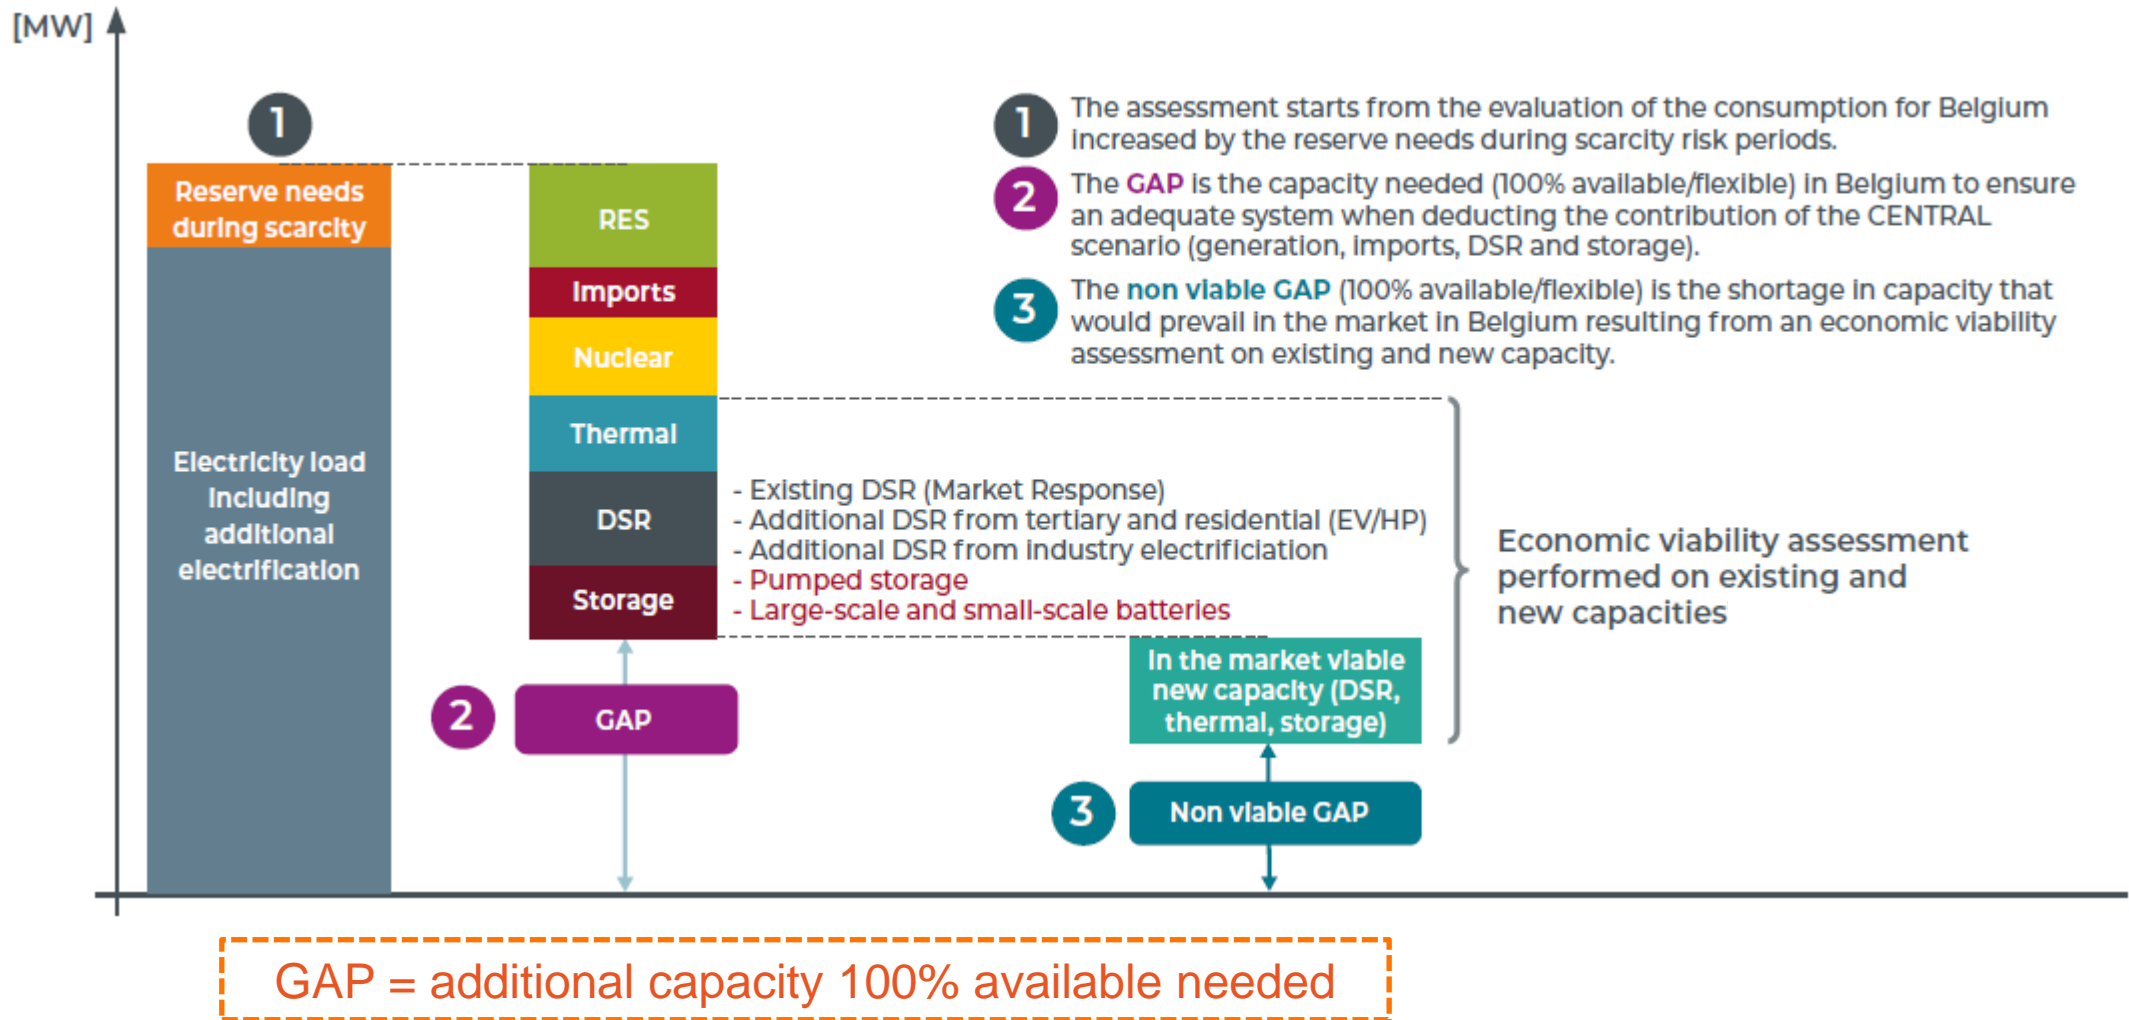 [MW]
1
Reserve needs
during scarcity
Electricity load
including
additional
electrification
RES
Imports
Nuclear
Thermal
DSR
Storage
2
GAP
1
The assessment starts from the evaluation of the consumption for Belgium
increased by the reserve needs during scarcity risk periods.
2
The GAP is the capacity needed (100% available/flexible) in Belgium to ensure
an adequate system when deducting the contribution of the CENTRAL
scenario (generation, imports, DSR and storage).
3
The non viable GAP (100% available/flexible) is the shortage in capacity that
would prevail in the market in Belgium resulting from an economic viability
assessment on existing and new capacity.
- Existing DSR (Market Response)
- Additional DSR from tertiary and residential (EV/HP)
- Additional DSR from industry electrificiation
- Pumped storage
- Large-scale and small-scale batteries
Economic viability assessment
performed on existing and
new capacities
In the market viable
new capacity (DSR,
thermal, storage)
3
Non viable GAP
GAP = additional capacity 100% available needed